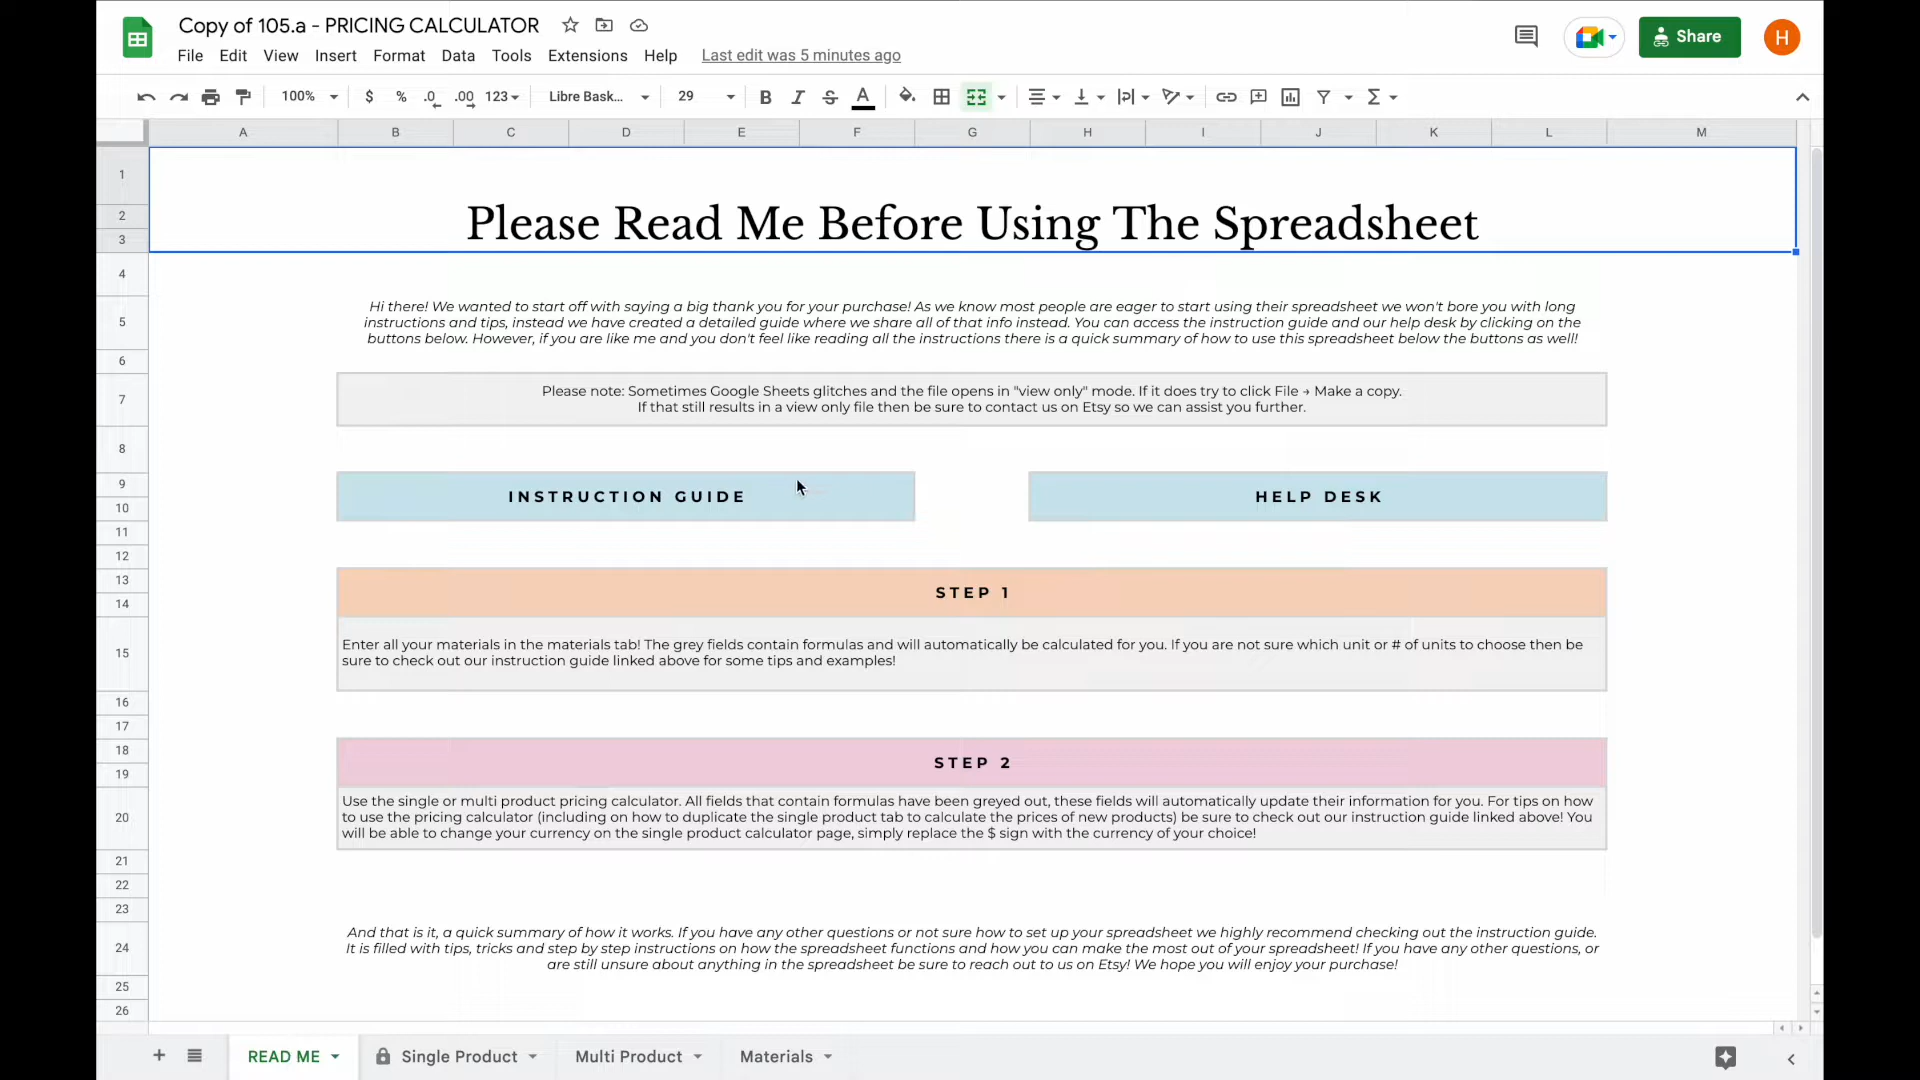 Copy of 105.a - PRICING CALCULATOR
File Edit View Insert Format Data Tools Extensions Help Last edit was 5 minutes ago
Share
H
100% $ % .0 .00 123 Libre Bask... 29 B I S A
A B C D E F G H I J K L M
1
2
3
Please Read Me Before Using The Spreadsheet
4
5
Hi there! We wanted to start off with saying a big thank you for your purchase! As we know most people are eager to start using their spreadsheet we won't bore you with long
instructions and tips, instead we have created a detailed guide where we share all of that info instead. You can access the instruction guide and our help desk by clicking on the
buttons below. However, if you are like me and you don't feel like reading all the instructions there is a quick summary of how to use this spreadsheet below the buttons as well!
6
7
Please note: Sometimes Google Sheets glitches and the file opens in "view only" mode. If it does try to click File → Make a copy.
If that still results in a view only file then be sure to contact us on Etsy so we can assist you further.
8
9
10
INSTRUCTION GUIDE HELP DESK
11
12
13
14
STEP 1
15
Enter all your materials in the materials tab! The grey fields contain formulas and will automatically be calculated for you. If you are not sure which unit or # of units to choose then be
sure to check out our instruction guide linked above for some tips and examples!
16
17
18
19
STEP 2
20
Use the single or multi product pricing calculator. All fields that contain formulas have been greyed out, these fields will automatically update their information for you. For tips on how
to use the pricing calculator (including on how to duplicate the single product tab to calculate the prices of new products) be sure to check out our instruction guide linked above! You
will be able to change your currency on the single product calculator page, simply replace the $ sign with the currency of your choice!
21
22
23
24
And that is it, a quick summary of how it works. If you have any other questions or not sure how to set up your spreadsheet we highly recommend checking out the instruction guide.
It is filled with tips, tricks and step by step instructions on how the spreadsheet functions and how you can make the most out of your spreadsheet! If you have any other questions, or
are still unsure about anything in the spreadsheet be sure to reach out to us on Etsy! We hope you will enjoy your purchase!
25
26
READ ME Single Product Multi Product Materials